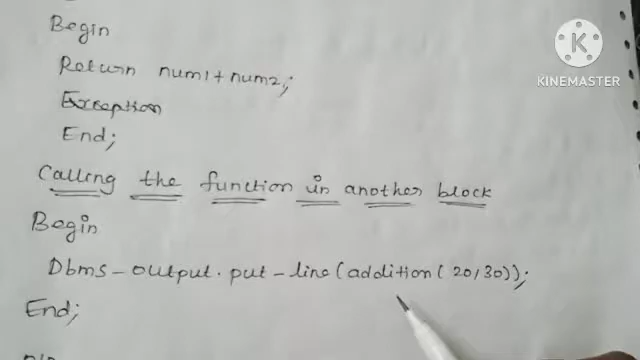 Begin
Return num1+num2;
Exception
End;
Calling the function in another block
Begin
Dbms-output.put-line(addition(20,30));
End;
K
KINEMASTER